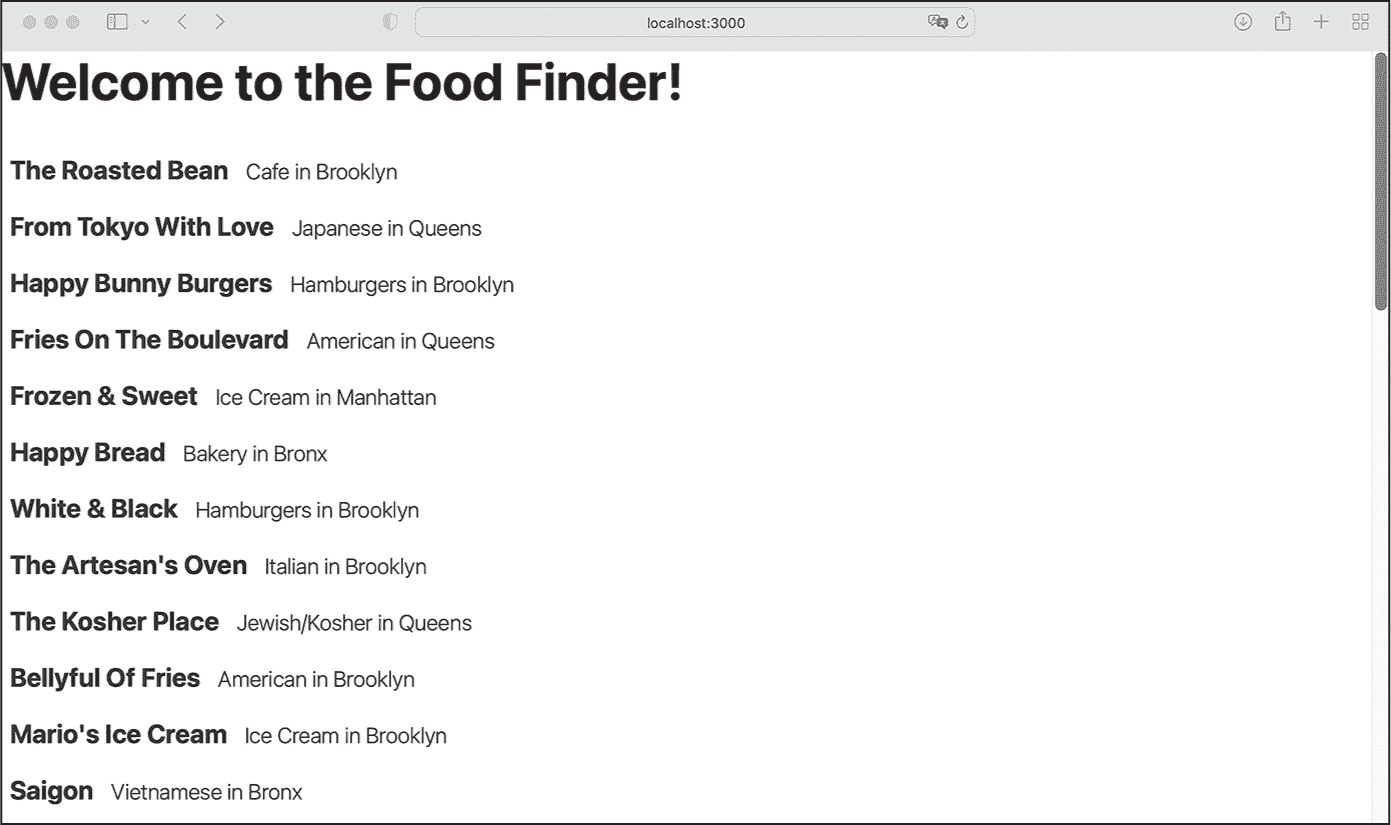 localhost:3000
Welcome to the Food Finder!
The Roasted Bean Cafe in Brooklyn
From Tokyo With Love Japanese in Queens
Happy Bunny Burgers Hamburgers in Brooklyn
Fries On The Boulevard American in Queens
Frozen & Sweet Ice Cream in Manhattan
Happy Bread Bakery in Bronx
White & Black Hamburgers in Brooklyn
The Artesan's Oven Italian in Brooklyn
The Kosher Place Jewish/Kosher in Queens
Bellyful Of Fries American in Brooklyn
Mario's Ice Cream Ice Cream in Brooklyn
Saigon Vietnamese in Bronx